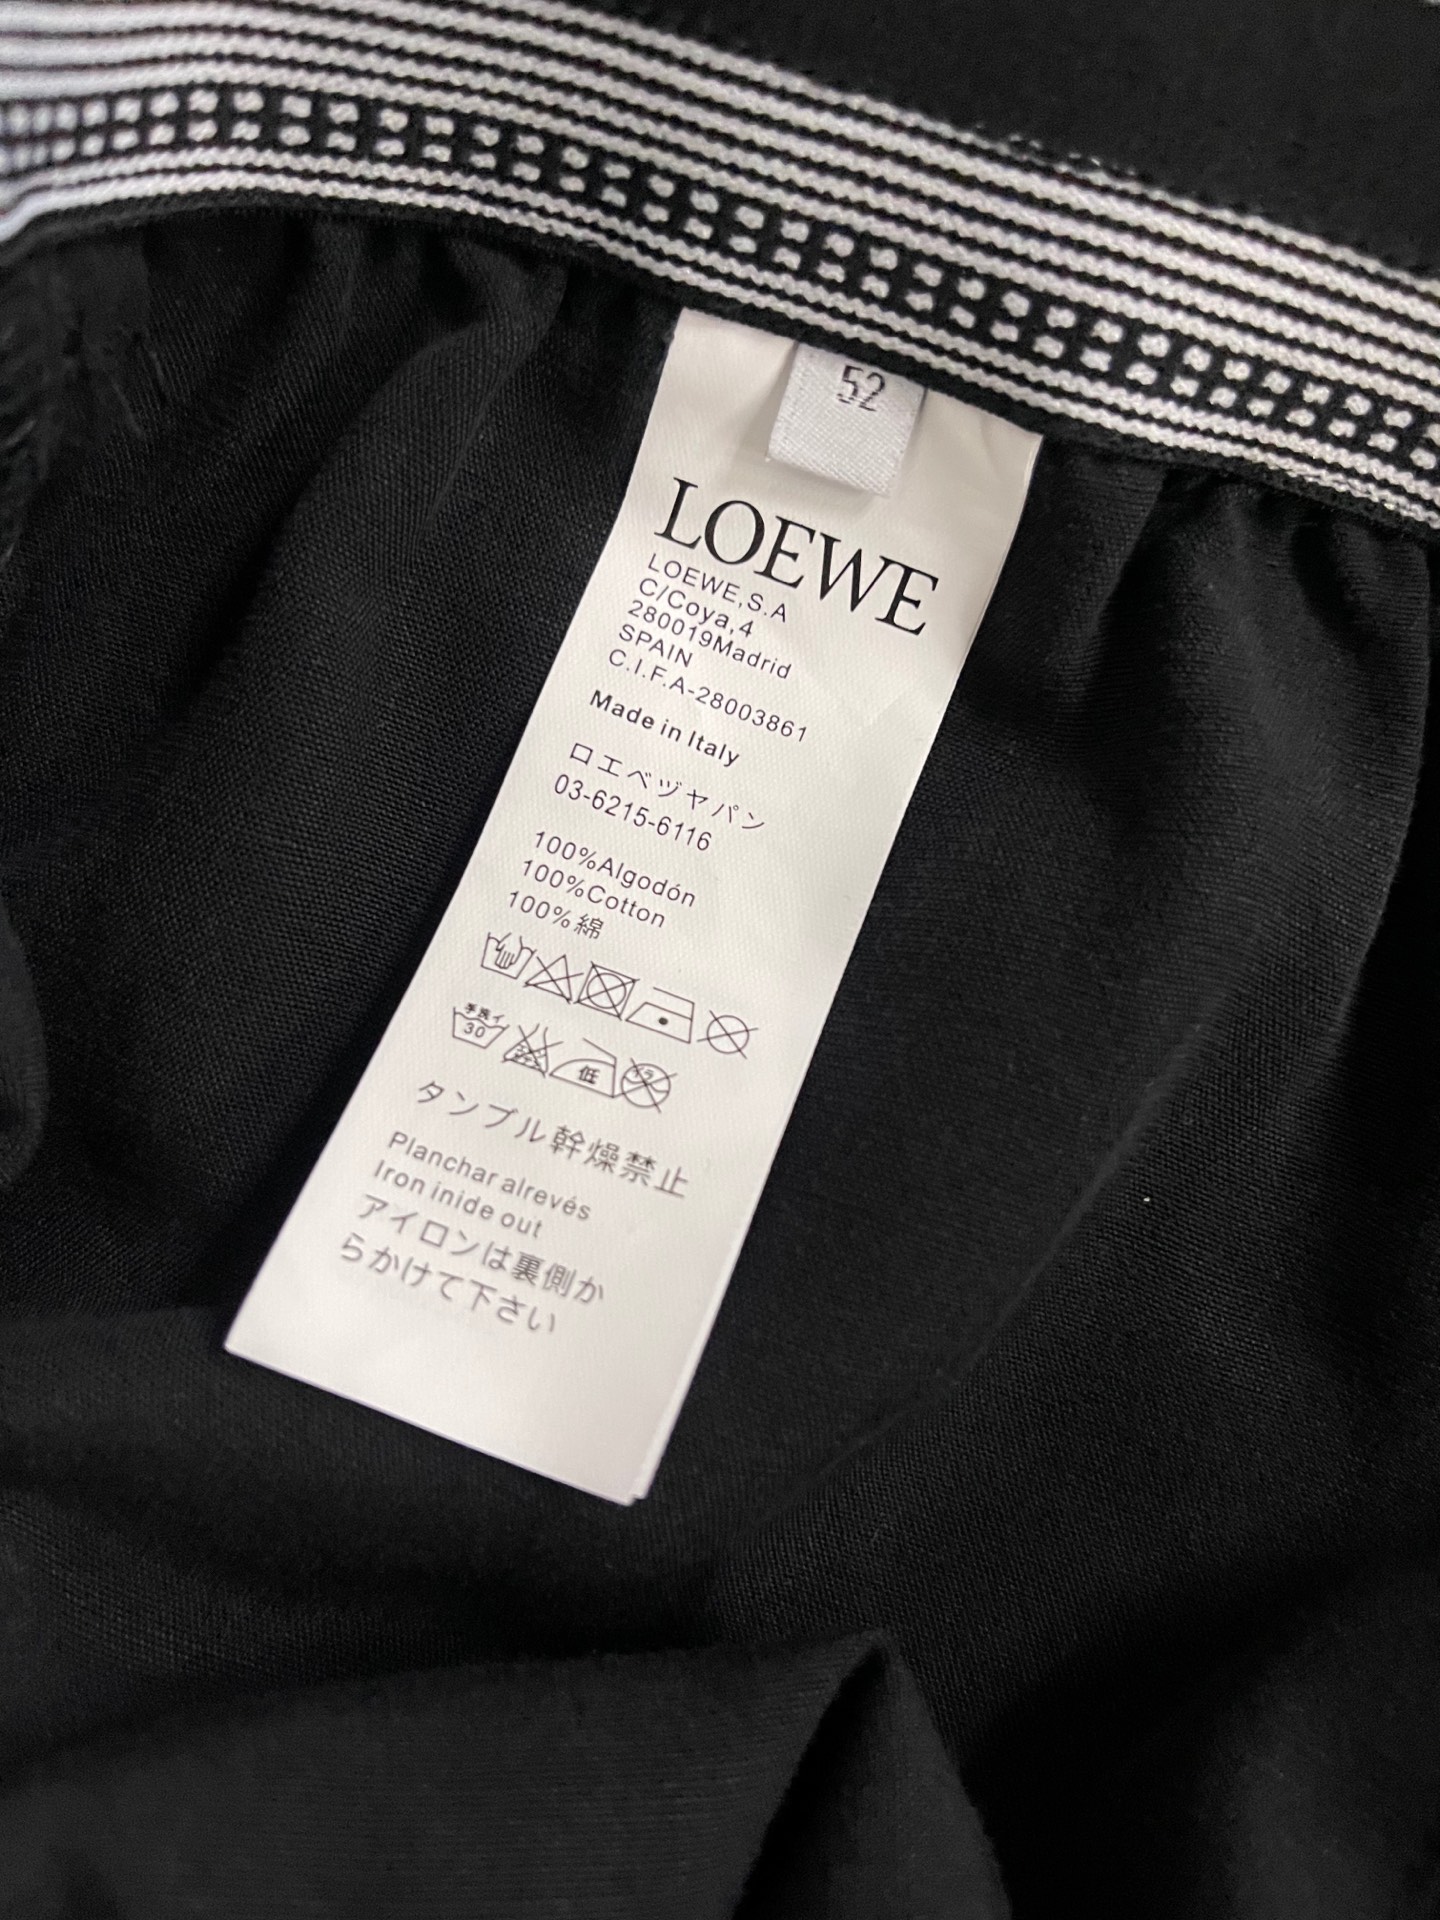 52
LOEWE
LOEWE,S.A
C/Coya,4
280019Madrid
SPAIN
C.I.F.A-28003861
Made in Italy
ロエベヅヤパン
03-6215-6116
100%Algodón
100%Cotton
100%綿
手洗イ
30
低
タンブル幹燥禁止
Planchar alrevés
Iron inide out
アイロンは裏側か
らかけて下さい